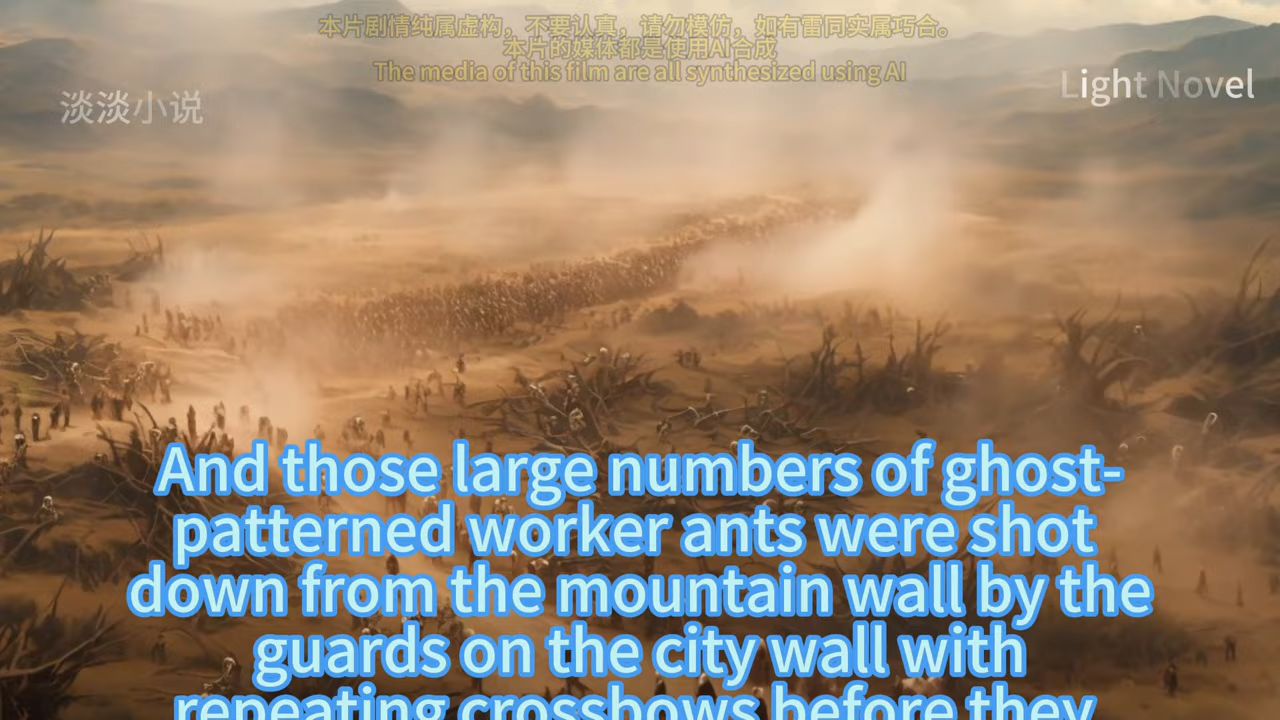 本片剧情纯属虚构，不要认真，请勿模仿，如有雷同实属巧合。
本片的媒体都是使用AI合成
The media of this film are all synthesized using AI
淡淡小说
Light Novel
And those large numbers of ghost-
patterned worker ants were shot
down from the mountain wall by the
guards on the city wall with
repeating crossbows before they